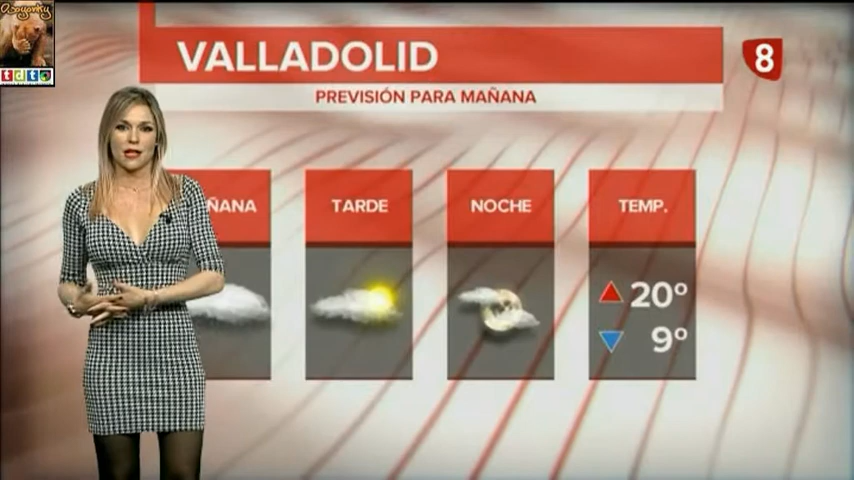 VALLADOLID
8
PREVISIÓN PARA MAÑANA
ÑANA
TARDE
NOCHE
TEMP.
20º
9º
tdt